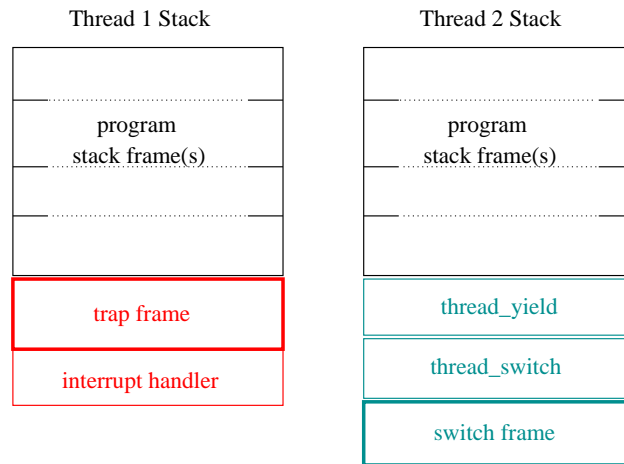 Thread 1 Stack
program
stack frame(s)
trap frame
interrupt handler
Thread 2 Stack
program
stack frame(s)
thread_yield
thread_switch
switch frame